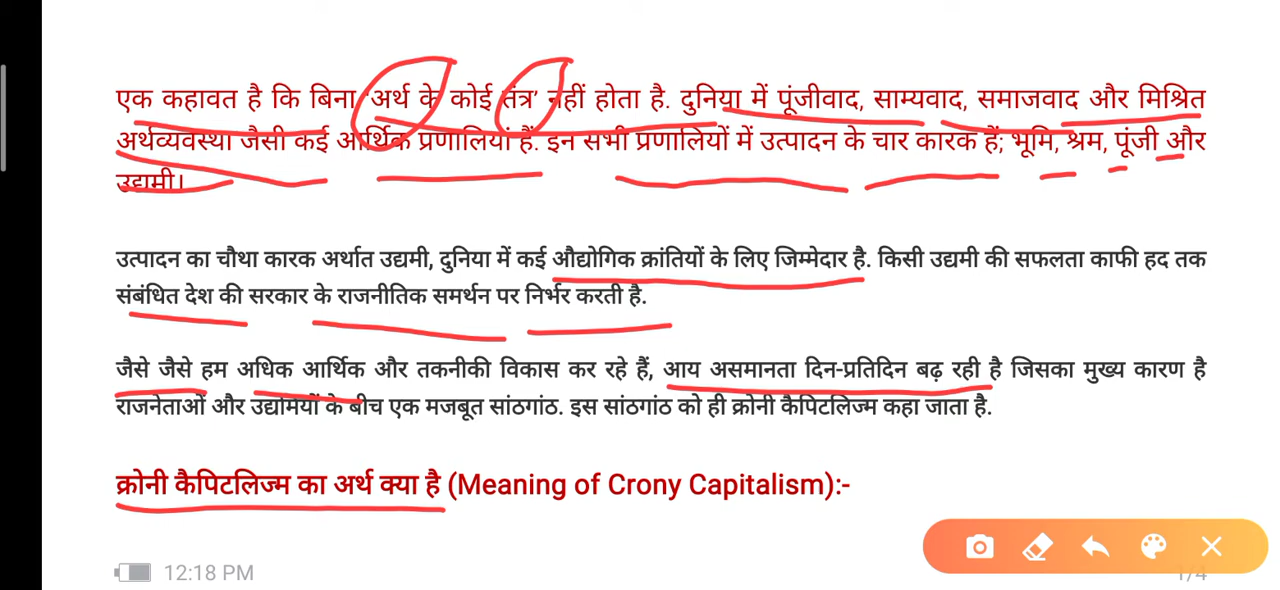 एक कहावत है कि बिना 'अर्थ के कोई तंत्र' नहीं होता है. दुनिया में पूंजीवाद, साम्यवाद, समाजवाद और मिश्रित
अर्थव्यवस्था जैसी कई आर्थिक प्रणालियां हैं. इन सभी प्रणालियों में उत्पादन के चार कारक हैं; भूमि, श्रम, पूंजी और
उद्यमी।
उत्पादन का चौथा कारक अर्थात उद्यमी, दुनिया में कई औद्योगिक क्रांतियों के लिए जिम्मेदार है. किसी उद्यमी की सफलता काफी हद तक
संबंधित देश की सरकार के राजनीतिक समर्थन पर निर्भर करती है.
जैसे जैसे हम अधिक आर्थिक और तकनीकी विकास कर रहे हैं, आय असमानता दिन-प्रतिदिन बढ़ रही है जिसका मुख्य कारण है
राजनेताओं और उद्यमियों के बीच एक मजबूत सांठगांठ. इस सांठगांठ को ही क्रोनी कैपिटलिज्म कहा जाता है.
क्रोनी कैपिटलिज्म का अर्थ क्या है (Meaning of Crony Capitalism):-
12:18 PM
1/4